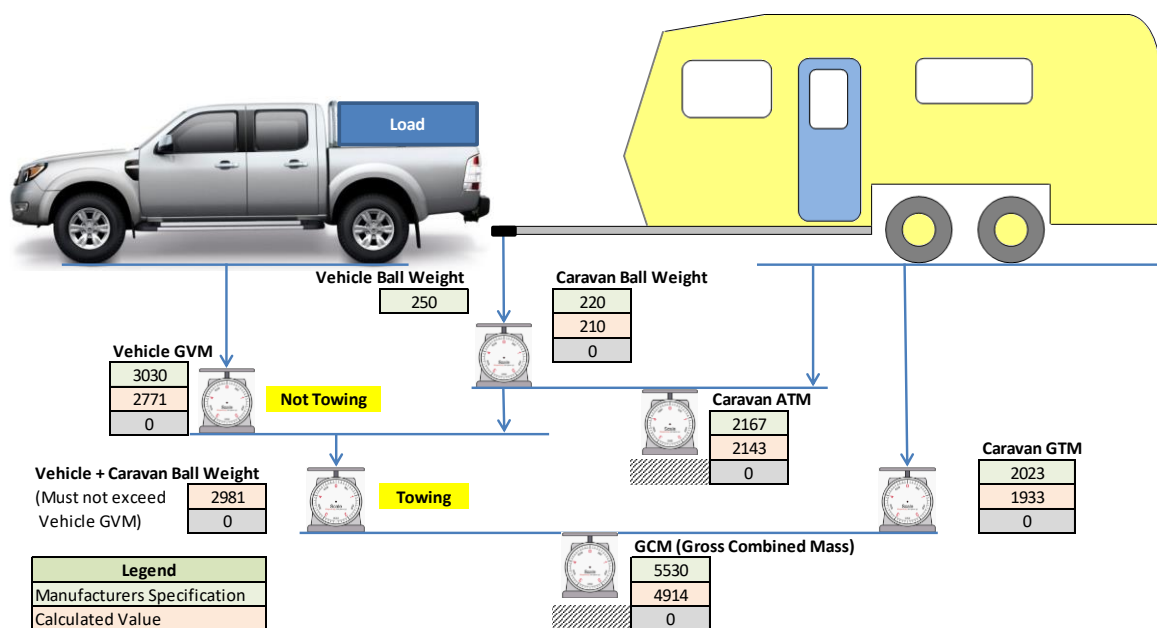 Load
Vehicle Ball Weight
250
Caravan Ball Weight
220
210
0
Vehicle GVM
3030
2771
0
Not Towing
Caravan ATM
2167
2143
0
Caravan GTM
2023
1933
0
Vehicle + Caravan Ball Weight
(Must not exceed
Vehicle GVM)
2981
0
Towing
GCM (Gross Combined Mass)
5530
4914
0
Legend
Manufacturers Specification
Calculated Value